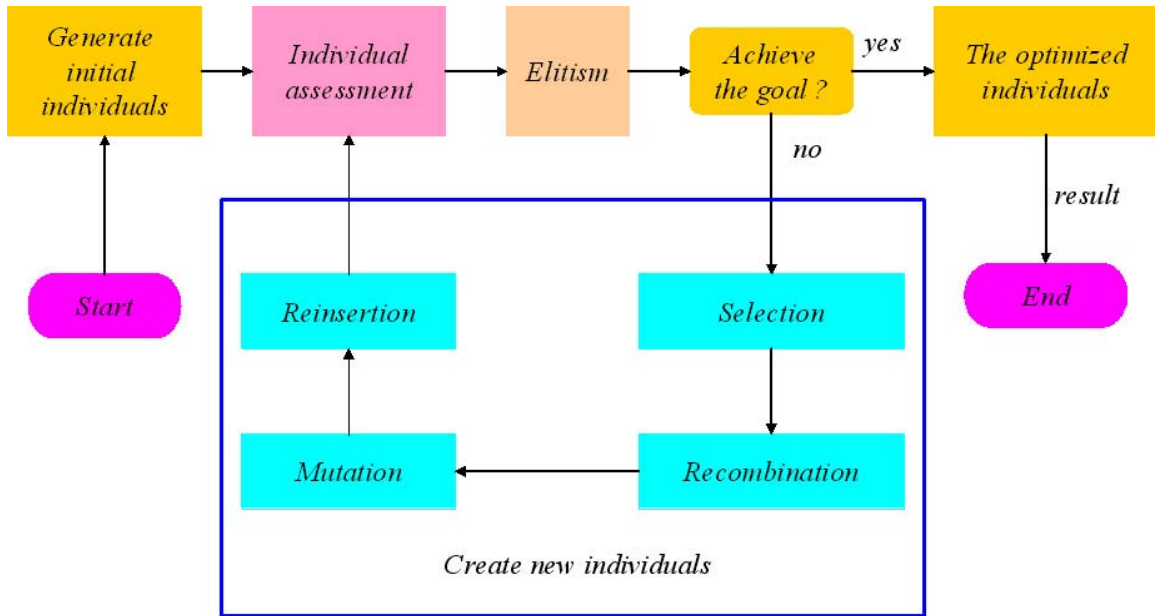 Generate
initial
individuals
Individual
assessment
Elitism
Achieve
the goal ?
yes
The optimized
individuals
no
result
Start
Reinsertion
Selection
End
Mutation
Recombination
Create new individuals